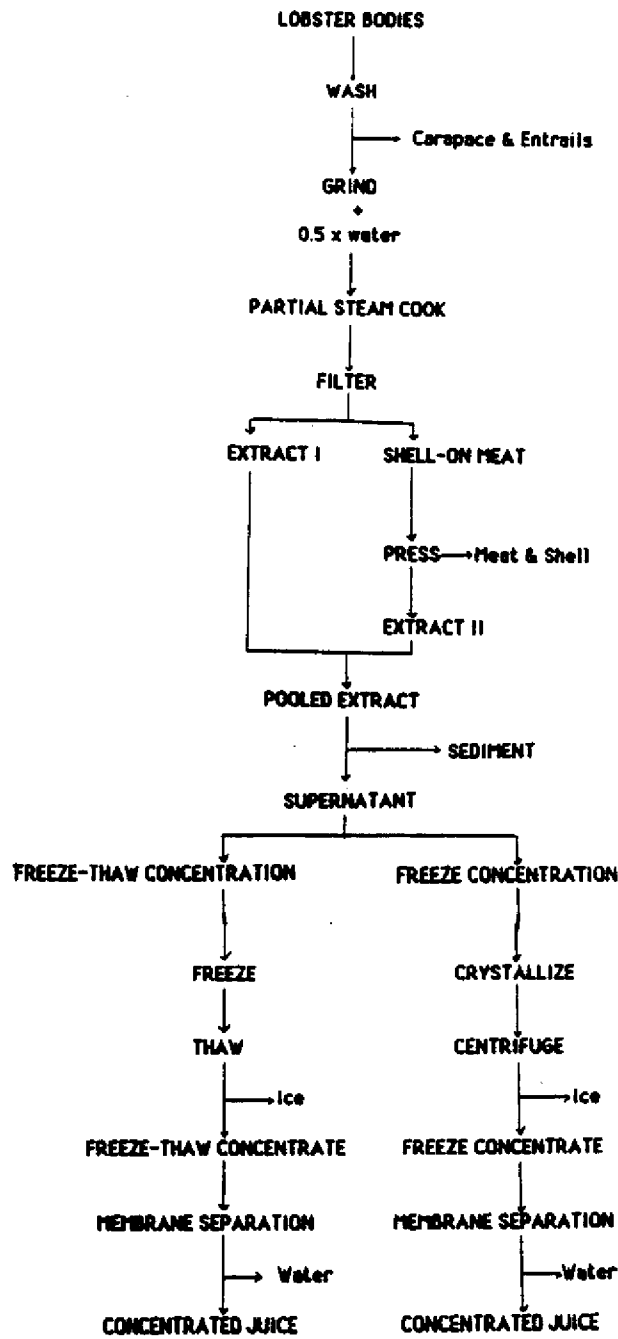 LOBSTER BODIES
WASH
Carapace & Entrails
GRIND
+
0.5 x water
PARTIAL STEAM COOK
FILTER
EXTRACT I
SHELL-ON MEAT
PRESS
Meat & Shell
EXTRACT II
POOLED EXTRACT
SEDIMENT
SUPERNATANT
FREEZE-THAW CONCENTRATION
FREEZE CONCENTRATION
FREEZE
CRYSTALLIZE
THAW
CENTRIFUGE
Ice
Ice
FREEZE-THAW CONCENTRATE
FREEZE CONCENTRATE
MEMBRANE SEPARATION
MEMBRANE SEPARATION
Water
Water
CONCENTRATED JUICE
CONCENTRATED JUICE